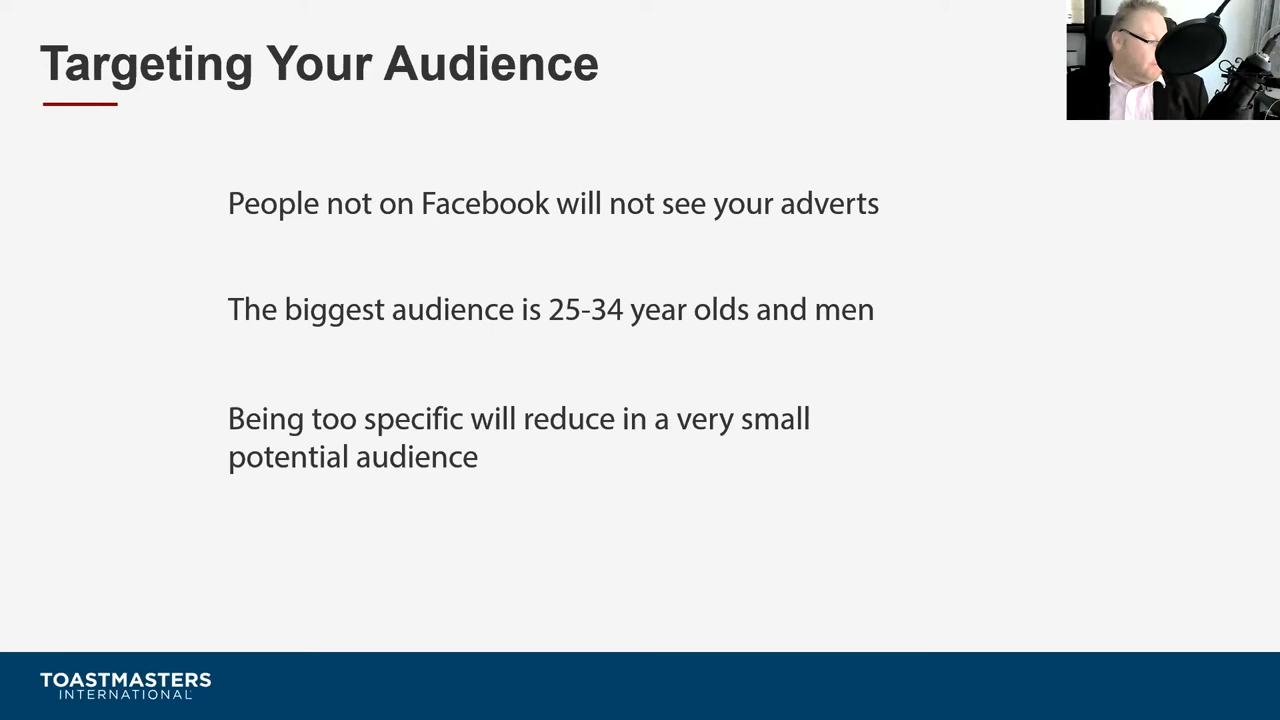 Targeting Your Audience
People not on Facebook will not see your adverts
The biggest audience is 25-34 year olds and men
Being too specific will reduce in a very small
potential audience
TOASTMASTERS
INTERNATIONAL